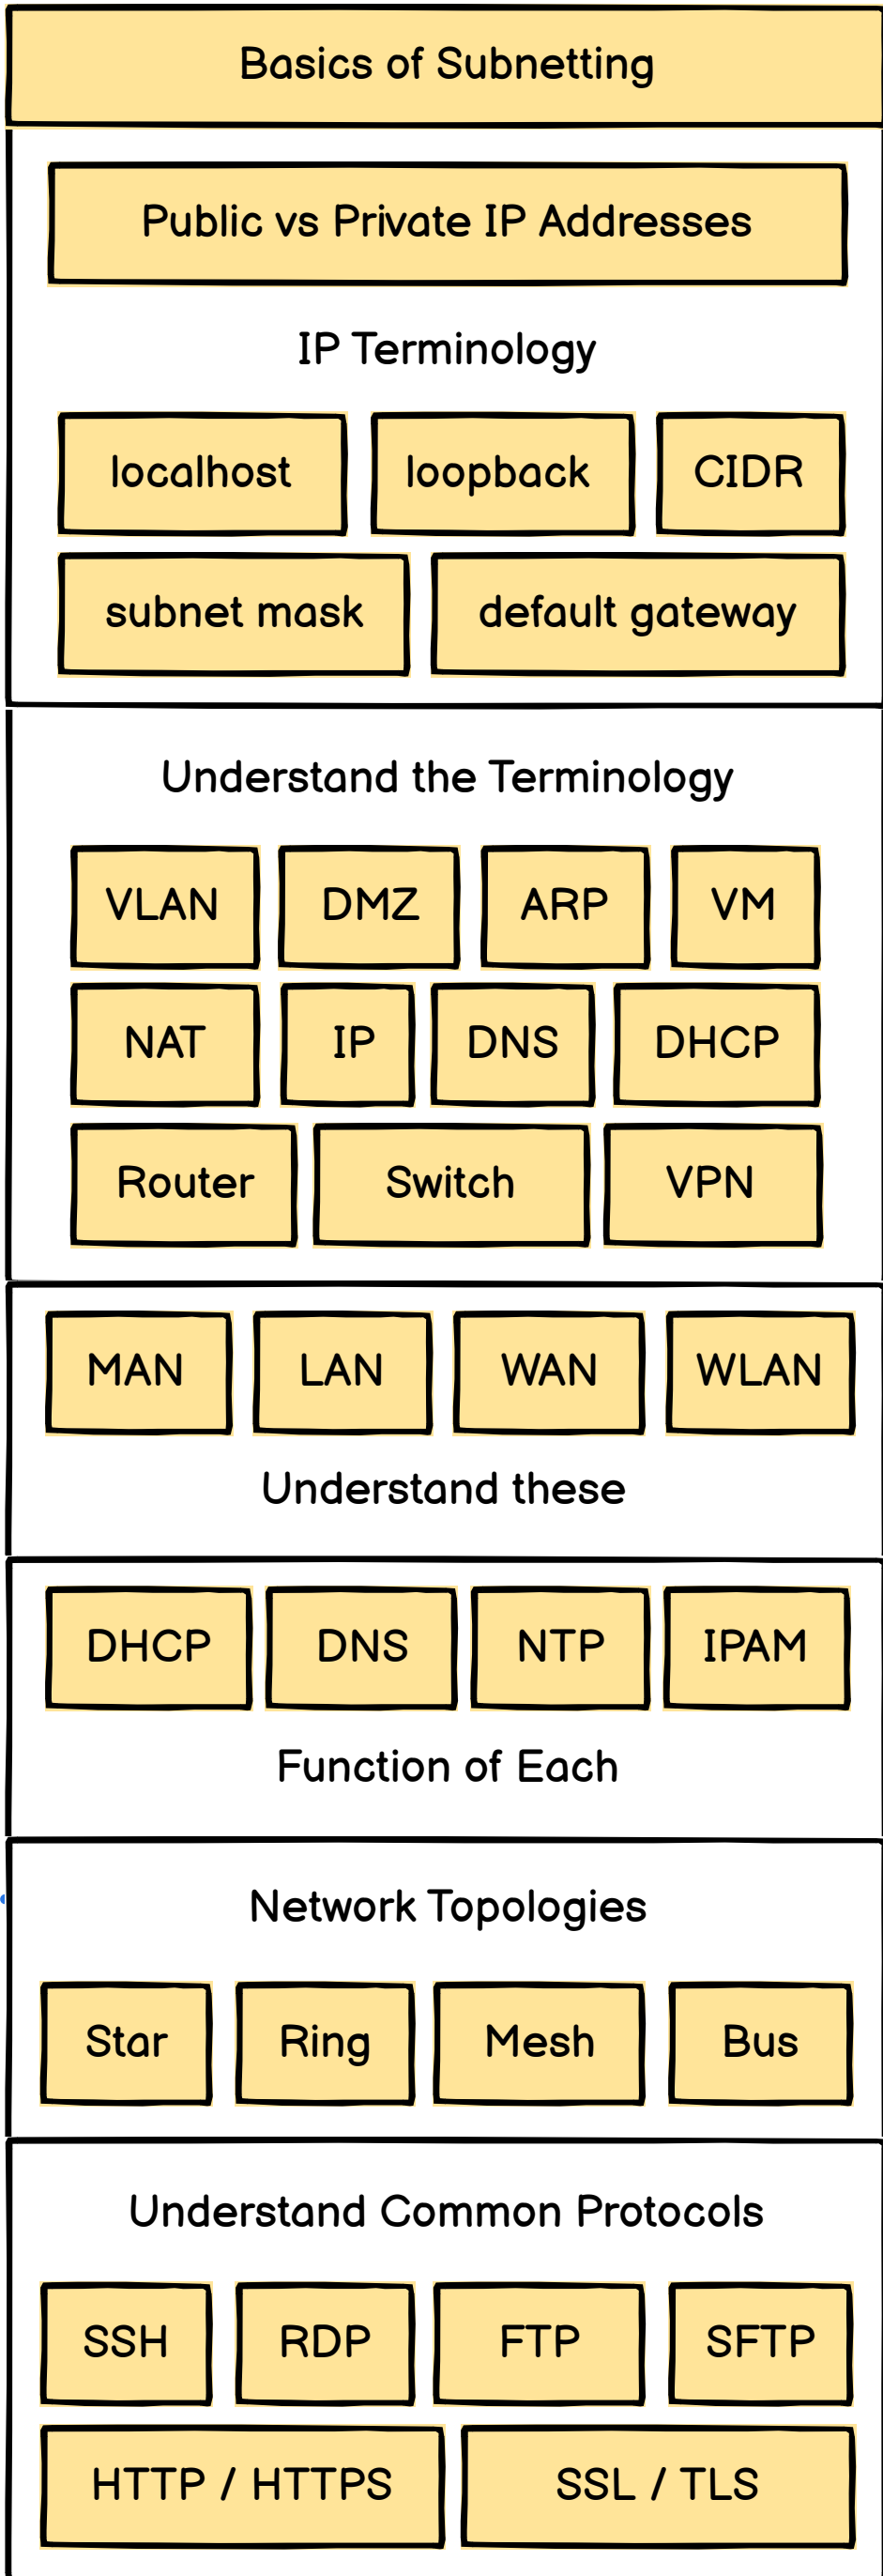 Basics of Subnetting
Public vs Private IP Addresses
IP Terminology
localhost loopback CIDR
subnet mask default gateway
Understand the Terminology
VLAN DMZ ARP VM
NAT IP DNS DHCP
Router Switch VPN
MAN LAN WAN WLAN
Understand these
DHCP DNS NTP IPAM
Function of Each
Network Topologies
Star Ring Mesh Bus
Understand Common Protocols
SSH RDP FTP SFTP
HTTP / HTTPS SSL / TLS